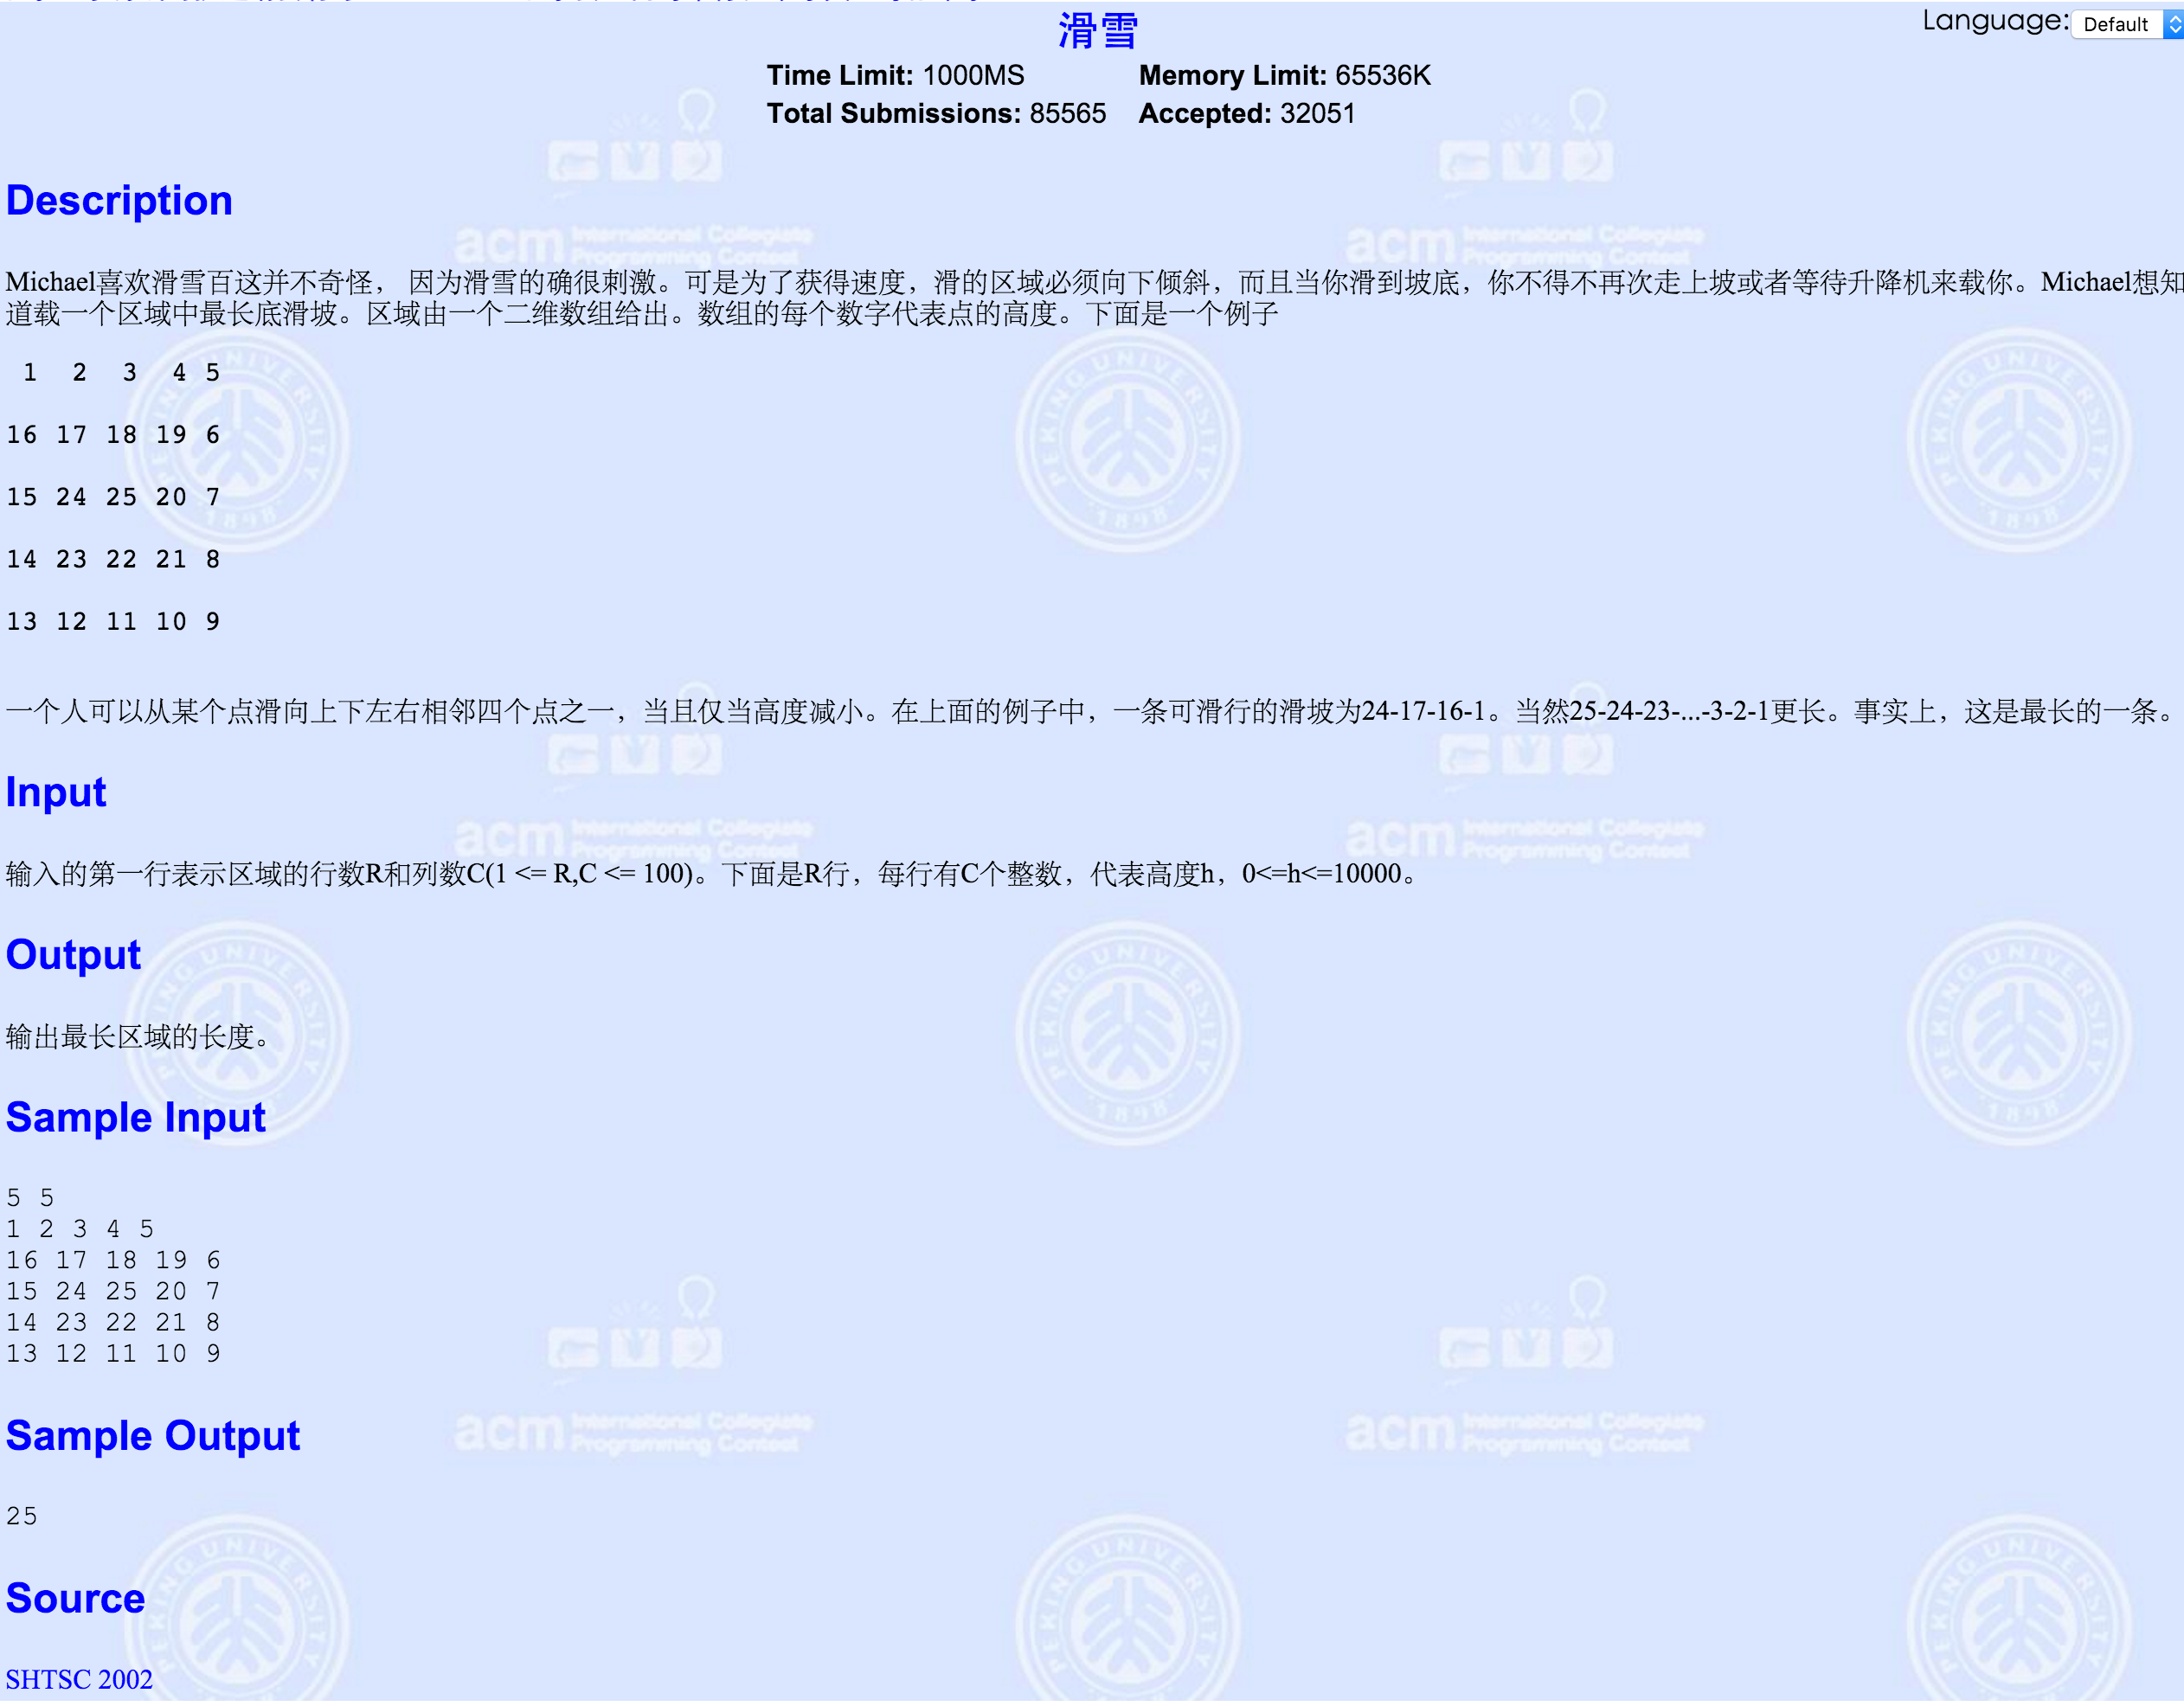 滑雪
Language: Default
Time Limit: 1000MS Memory Limit: 65536K
Total Submissions: 85565 Accepted: 32051
Description
Michael喜欢滑雪百这并不奇怪， 因为滑雪的确很刺激。可是为了获得速度，滑的区域必须向下倾斜，而且当你滑到坡底，你不得不再次走上坡或者等待升降机来载你。Michael想知
道载一个区域中最长底滑坡。区域由一个二维数组给出。数组的每个数字代表点的高度。下面是一个例子
1 2 3 4 5
16 17 18 19 6
15 24 25 20 7
14 23 22 21 8
13 12 11 10 9
一个人可以从某个点滑向上下左右相邻四个点之一，当且仅当高度减小。在上面的例子中，一条可滑行的滑坡为24-17-16-1。当然25-24-23-...-3-2-1更长。事实上，这是最长的一条。
Input
输入的第一行表示区域的行数R和列数C(1 <= R,C <= 100)。下面是R行，每行有C个整数，代表高度h，0<=h<=10000。
Output
输出最长区域的长度。
Sample Input
5 5
1 2 3 4 5
16 17 18 19 6
15 24 25 20 7
14 23 22 21 8
13 12 11 10 9
Sample Output
25
Source
SHTSC 2002